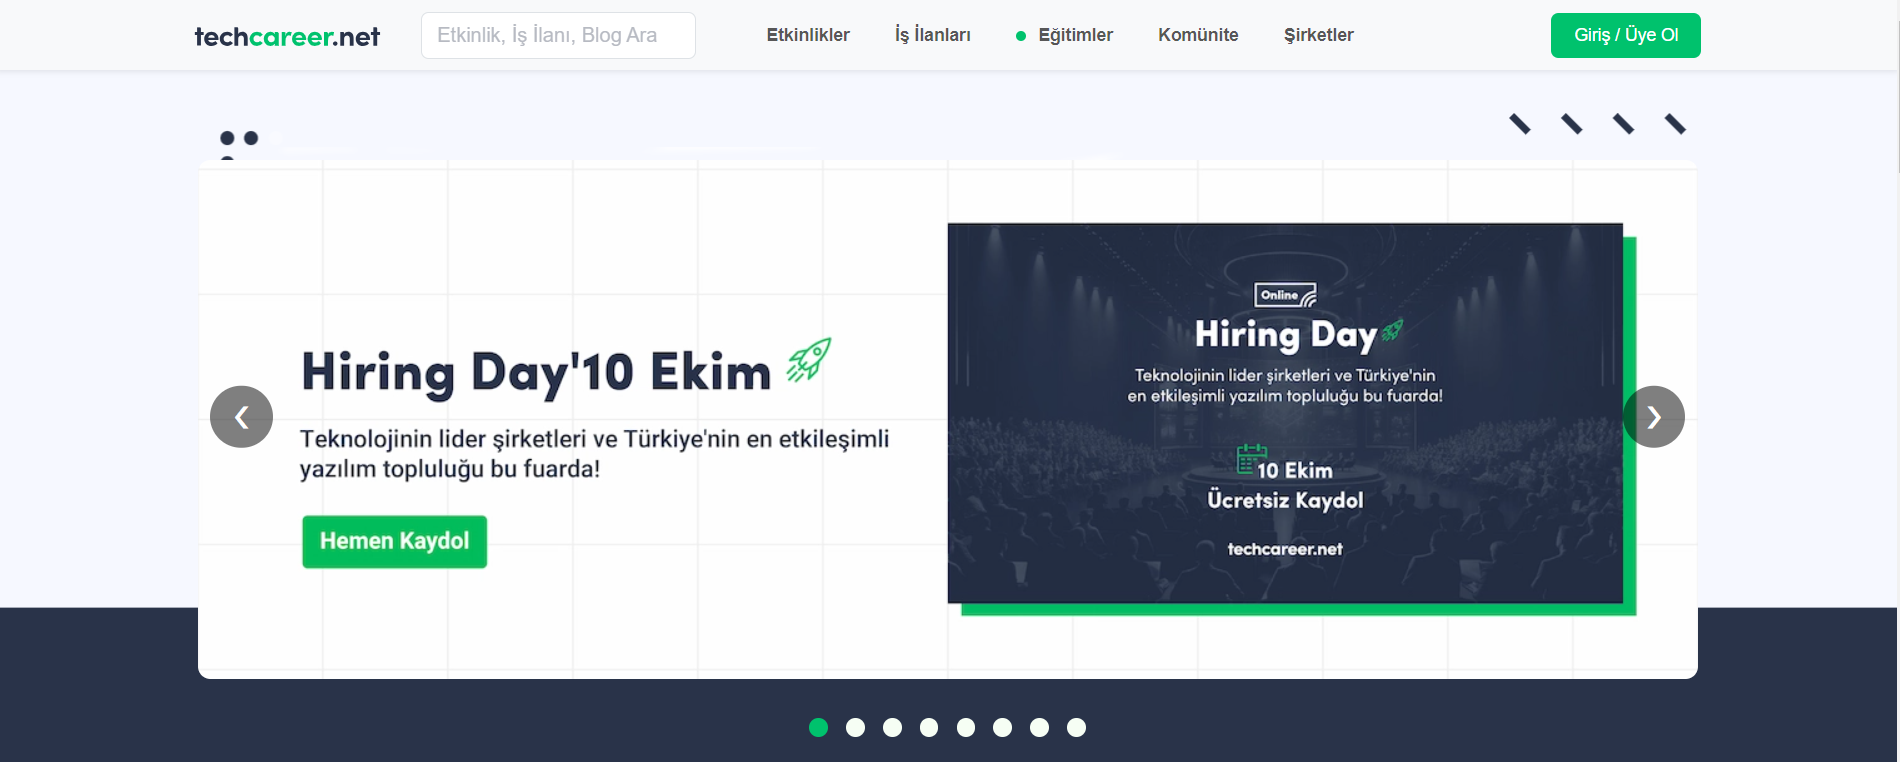 techcareer.net
Etkinlik, İş İlanı, Blog Ara
Etkinlikler
İş İlanları
Eğitimler
Komünite
Şirketler
Giriş / Üye Ol
Hiring Day'10 Ekim
Teknolojinin lider şirketleri ve Türkiye'nin en etkileşimli
yazılım topluluğu bu fuarda!
Hemen Kaydol
Online
Hiring Day
Teknolojinin lider şirketleri ve Türkiye'nin
en etkileşimli yazılım topluluğu bu fuarda!
10 Ekim
Ücretsiz Kaydol
techcareer.net